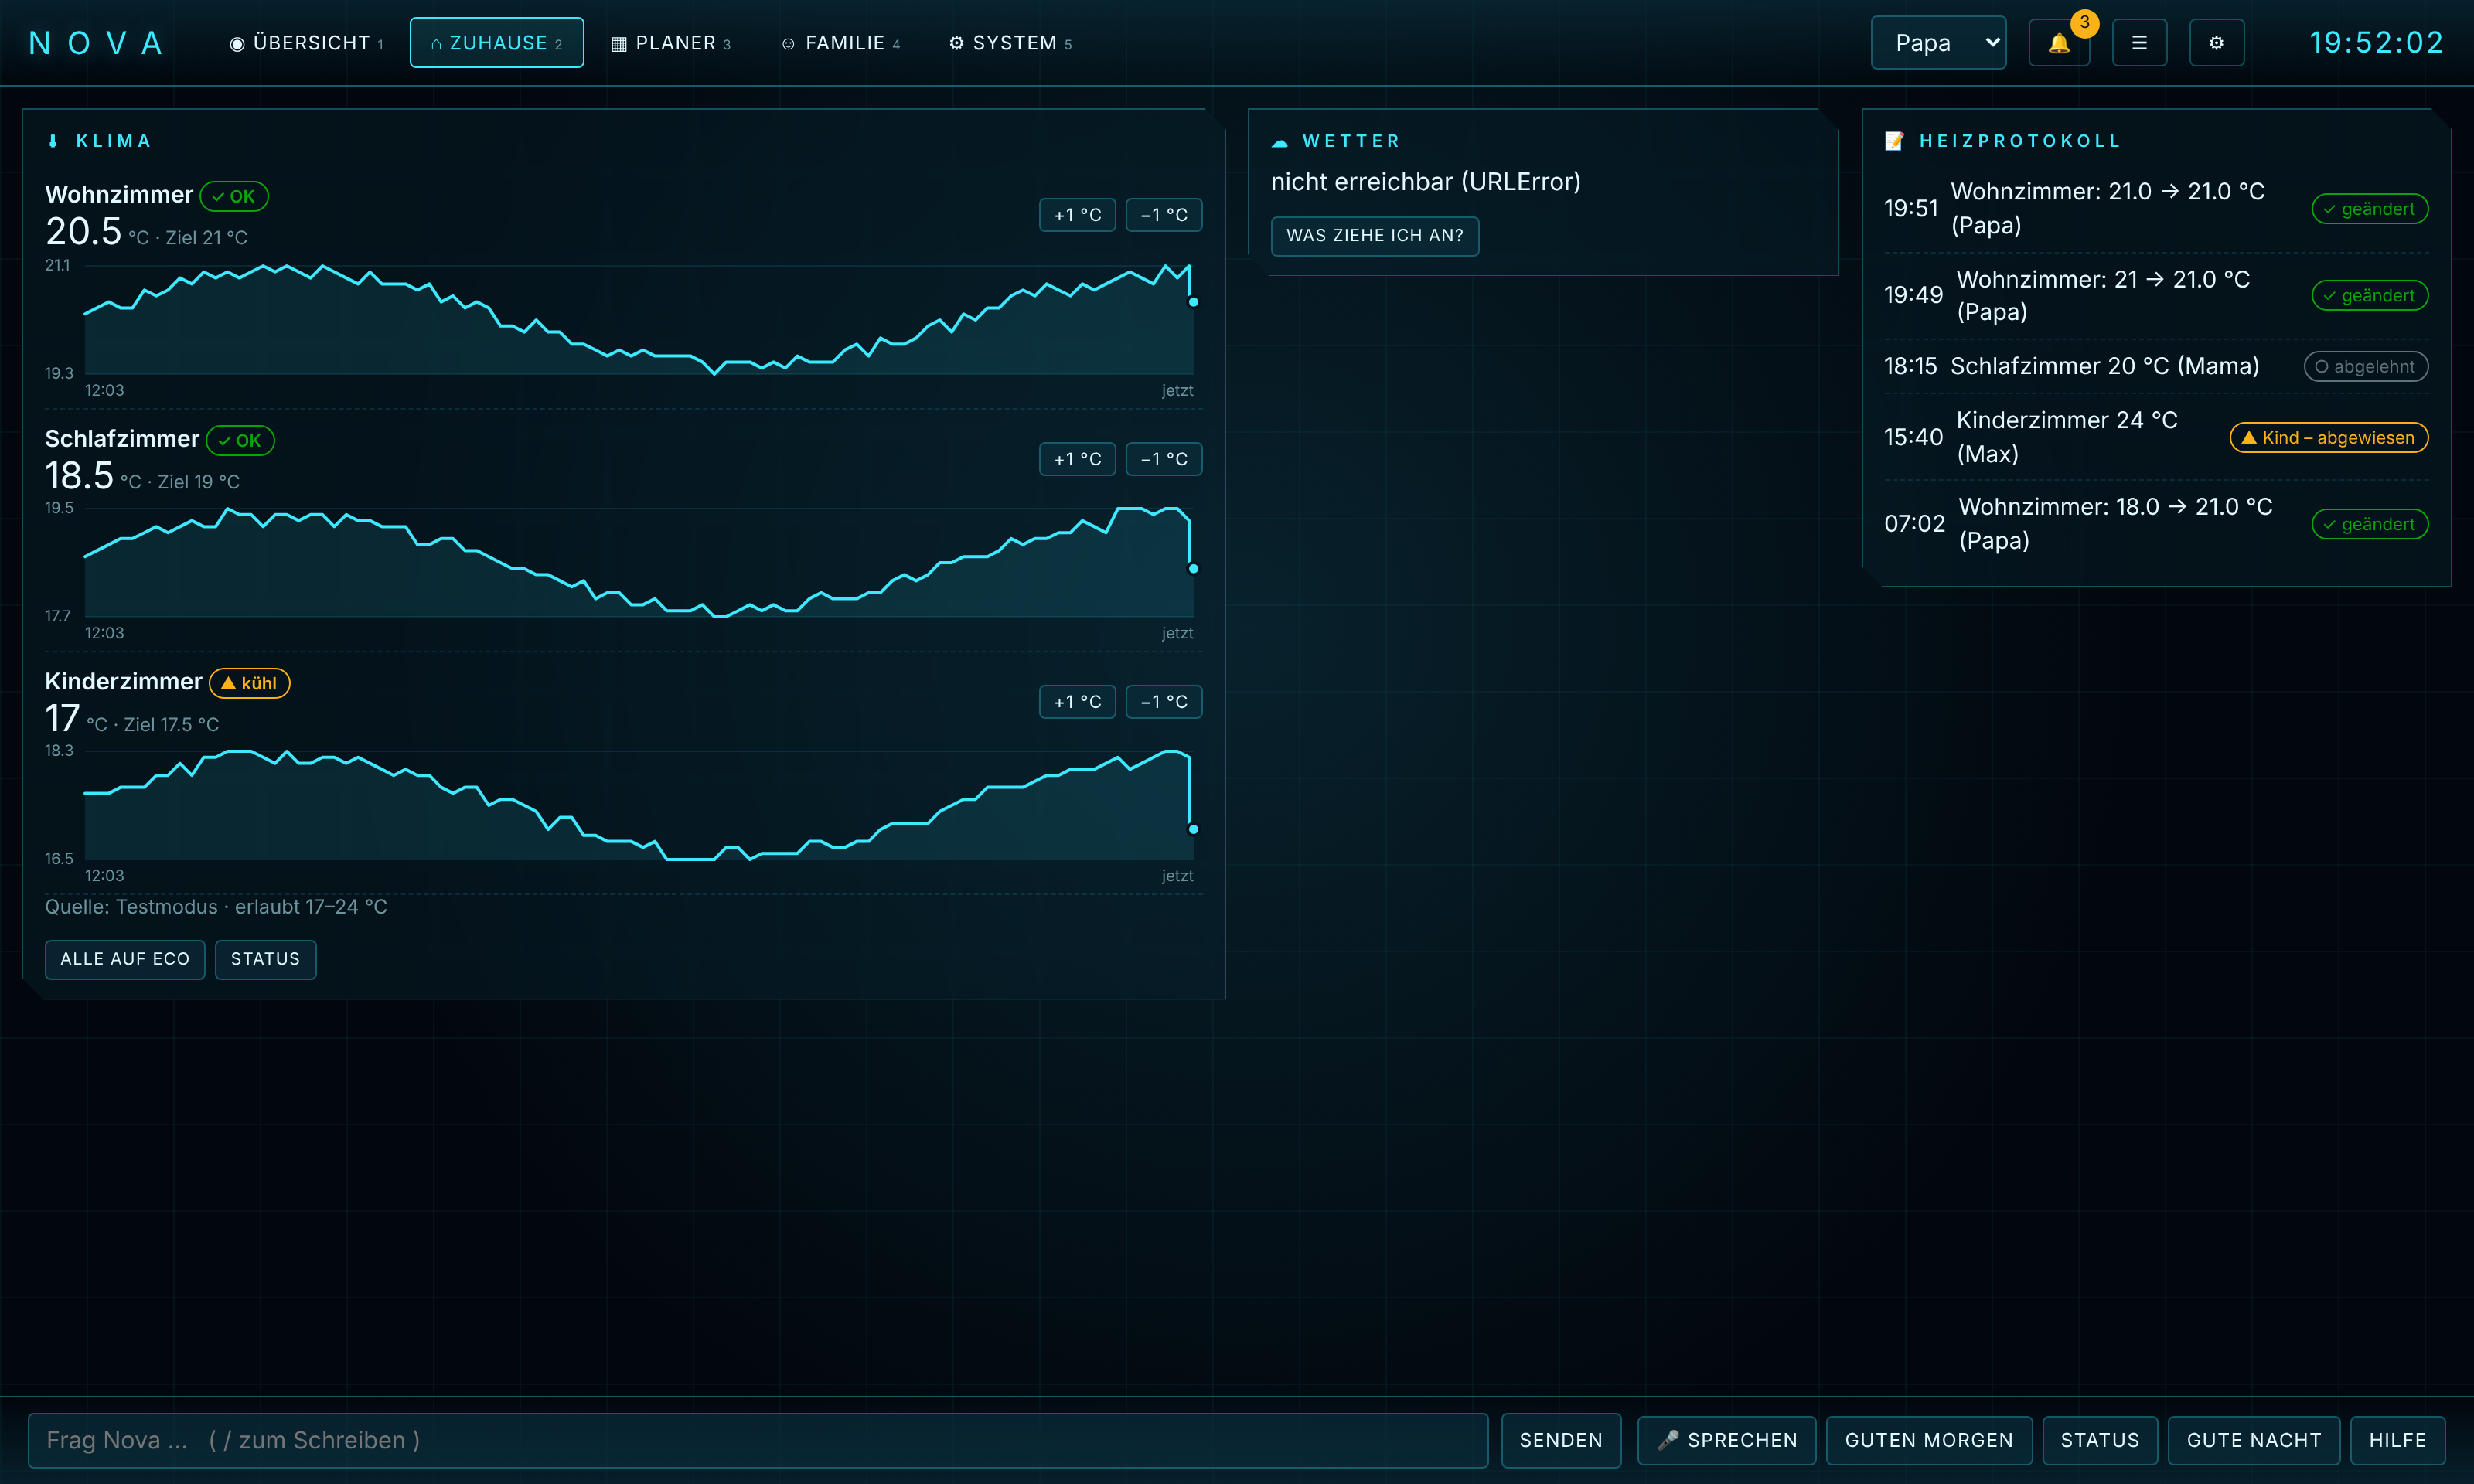 NOVA
ÜBERSICHT 1
ZUHAUSE 2
PLANER 3
FAMILIE 4
SYSTEM 5
Papa
3
19:52:02
KLIMA
Wohnzimmer ✓ OK
20.5 °C · Ziel 21 °C
+1 °C
−1 °C
21.1
19.3
12:03
jetzt
Schlafzimmer ✓ OK
18.5 °C · Ziel 19 °C
+1 °C
−1 °C
19.5
17.7
12:03
jetzt
Kinderzimmer ▲ kühl
17 °C · Ziel 17.5 °C
+1 °C
−1 °C
18.3
16.5
12:03
jetzt
Quelle: Testmodus · erlaubt 17–24 °C
ALLE AUF ECO
STATUS
WETTER
nicht erreichbar (URLError)
WAS ZIEHE ICH AN?
HEIZPROTOKOLL
19:51 Wohnzimmer: 21.0 → 21.0 °C
(Papa)
✓ geändert
19:49 Wohnzimmer: 21 → 21.0 °C
(Papa)
✓ geändert
18:15 Schlafzimmer 20 °C (Mama)
○ abgelehnt
15:40 Kinderzimmer 24 °C
(Max)
▲ Kind – abgewiesen
07:02 Wohnzimmer: 18.0 → 21.0 °C
(Papa)
✓ geändert
Frag Nova … ( / zum Schreiben )
SENDEN
SPRECHEN
GUTEN MORGEN
STATUS
GUTE NACHT
HILFE